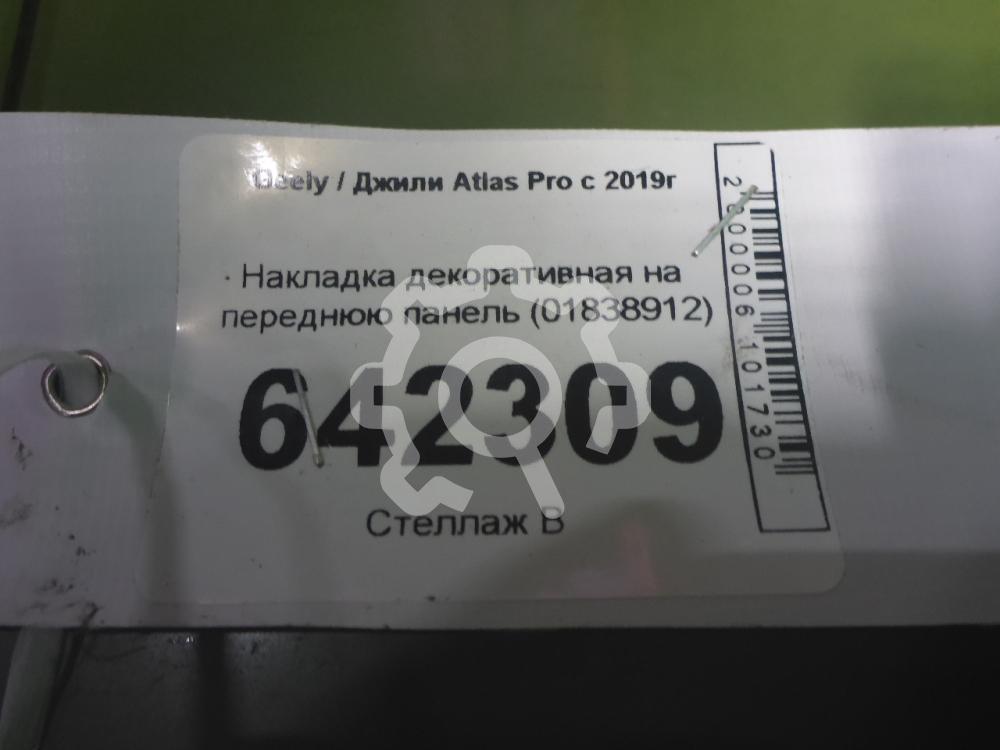 Geely / Джили Atlas Pro с 2019г
Накладка декоративная на
переднюю панель (01838912)
642309
Стеллаж В
2000006101730